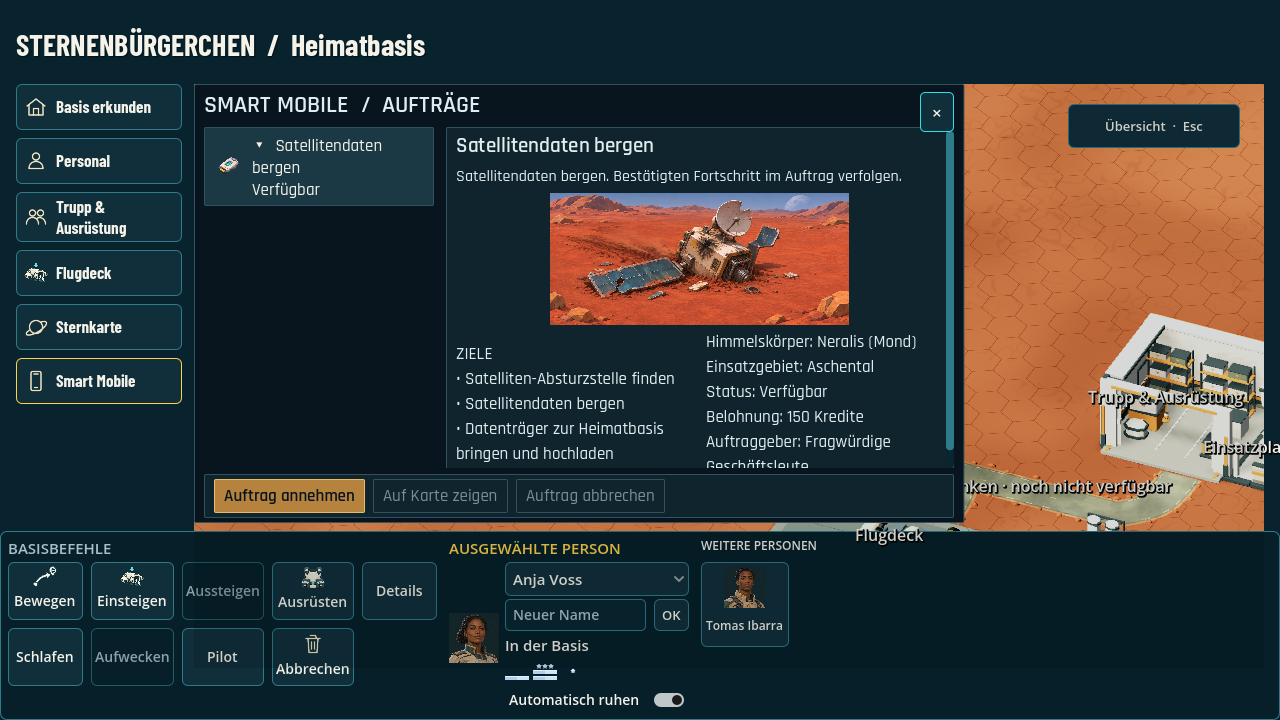 STERNENBÜRGERCHEN / Heimatbasis
Basis erkunden
Personal
Trupp &
Ausrüstung
Flugdeck
Sternkarte
Smart Mobile
SMART MOBILE / AUFTRÄGE
×
▾ Satellitendaten
bergen
Verfügbar
Satellitendaten bergen
Satellitendaten bergen. Bestätigten Fortschritt im Auftrag verfolgen.
ZIELE
• Satelliten-Absturzstelle finden
• Satellitendaten bergen
• Datenträger zur Heimatbasis
bringen und hochladen
Himmelskörper: Neralis (Mond)
Einsatzgebiet: Aschental
Status: Verfügbar
Belohnung: 150 Kredite
Auftraggeber: Fragwürdige
Geschäftsleute
Auftrag annehmen
Auf Karte zeigen
Auftrag abbrechen
Übersicht · Esc
Trupp & Ausrüstung
Einsatzpla
nken · noch nicht verfügbar
Flugdeck
BASISBEFEHLE
Bewegen
Einsteigen
Aussteigen
Ausrüsten
Details
Schlafen
Aufwecken
Pilot
Abbrechen
AUSGEWÄHLTE PERSON
Anja Voss
Neuer Name
OK
In der Basis
Automatisch ruhen
WEITERE PERSONEN
Tomas Ibarra